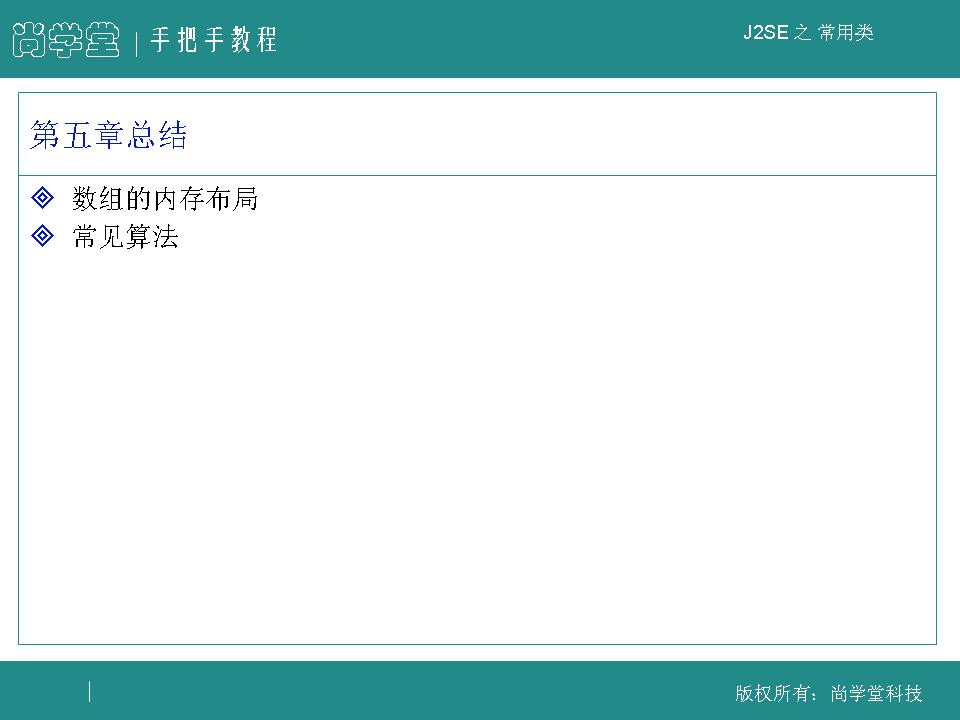 尚学堂 | 手把手教程
J2SE 之 常用类
第五章总结
数组的内存布局
常见算法
版权所有：尚学堂科技